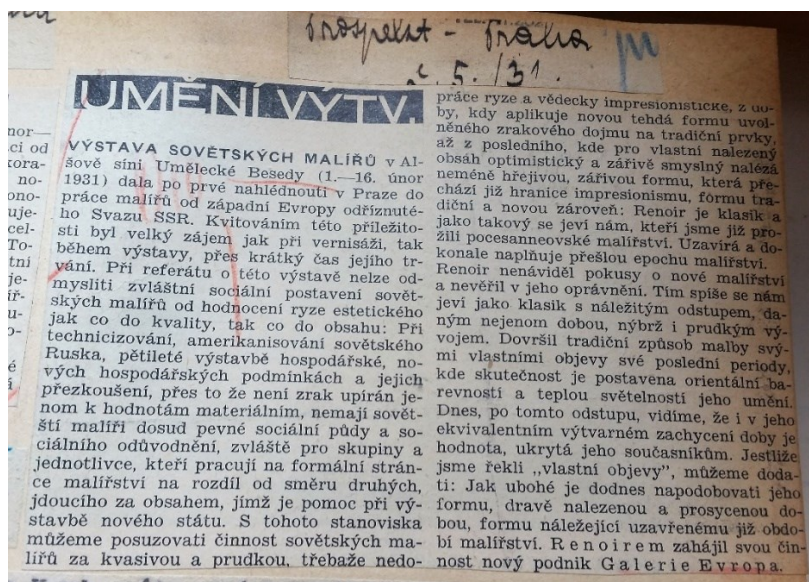 Prospekt - Praha
č. 5./31.
UMĚNÍ VÝTV.
VÝSTAVA SOVĚTSKÝCH MALÍŘŮ v Al-
šově síni Umělecké Besedy (1.—16. únor
1931) dala po prvé nahlédnouti v Praze do
práce malířů od západní Evropy odříznuté-
ho Svazu SSR. Kvitováním této příležito-
sti byl velký zájem jak při vernisáži, tak
během výstavy, přes krátký čas jejího tr-
vání. Při referátu o této výstavě nelze od-
mysliti zvláštní sociální postavení sovět-
ských malířů od hodnocení ryze estetického
jak co do kvality, tak co do obsahu: Při
technicizování, amerikanisování sovětského
Ruska, pětileté výstavbě hospodářské, no-
vých hospodářských podmínkách a jejich
přezkoušení, přes to že není zrak upírán je-
nom k hodnotám materiálním, nemají sovět-
ští malíři dosud pevné sociální půdy a so-
ciálního odůvodnění, zvláště pro skupiny a
jednotlivce, kteří pracují na formální strán-
ce malířství na rozdíl od směru druhých,
jdoucího za obsahem, jímž je pomoc při vý-
stavbě nového státu. S tohoto stanoviska
můžeme posuzovati činnost sovětských ma-
lířů za kvasivou a prudkou, třebaže nedo-
práce ryze a vědecky impresionistické, z do-
by, kdy aplikuje novou tehdá formu uvol-
něného zrakového dojmu na tradiční prvky,
až z posledního, kde pro vlastní nalezený
obsah optimistický a zářivě smyslný nalézá
neméně hřejivou, zářivou formu, která pře-
chází již hranice impresionismu, formu tra-
diční a novou zároveň: Renoir je klasik a
jako takový se jeví nám, kteří jsme již pro-
žili pocesanneovské malířství. Uzavírá a do-
konale naplňuje přešlou epochu malířství.
Renoir nenáviděl pokusy o nové malířství
a nevěřil v jeho oprávnění. Tím spíše se nám
jeví jako klasik s náležitým odstupem, da-
ným nejenom dobou, nýbrž i prudkým vý-
vojem. Dovršil tradiční způsob malby svý-
mi vlastními objevy své poslední periody,
kde skutečnost je postavena orientální ba-
revností a teplou světelností jeho umění.
Dnes, po tomto odstupu, vidíme, že i v jeho
ekvivalentním výtvarném zachycení doby je
hodnota, ukrytá jeho současníkům. Jestliže
jsme řekli „vlastní objevy", můžeme doda-
ti: Jak ubohé je dodnes napodobovati jeho
formu, dravě nalezenou a prosycenou do-
bou, formu náležející uzavřenému již obdo-
bí malířství. Renoirem zahájil svou čin-
nost nový podnik Galerie Evropa.